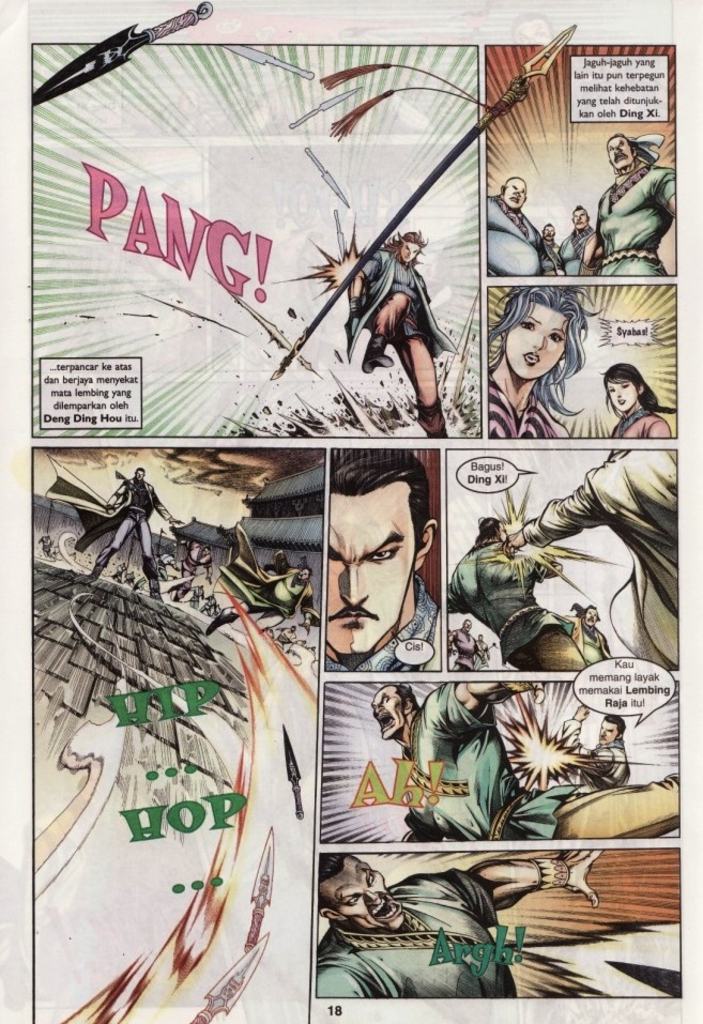 PANG!
...terpancar ke atas
dan berjaya menyekat
mata lembing yang
dilemparkan oleh
Deng Ding Hou itu.
Jaguh-jaguh yang
lain itu pun terpegun
melihat kehebatan
yang telah ditunjuk-
kan oleh Ding Xi.
Syabas!
HIP
...
HOP
...
Cis!
Bagus!
Ding Xi!
Kau
memang layak
memakai Lembing
Raja itu!
Ah!
Argh!
18